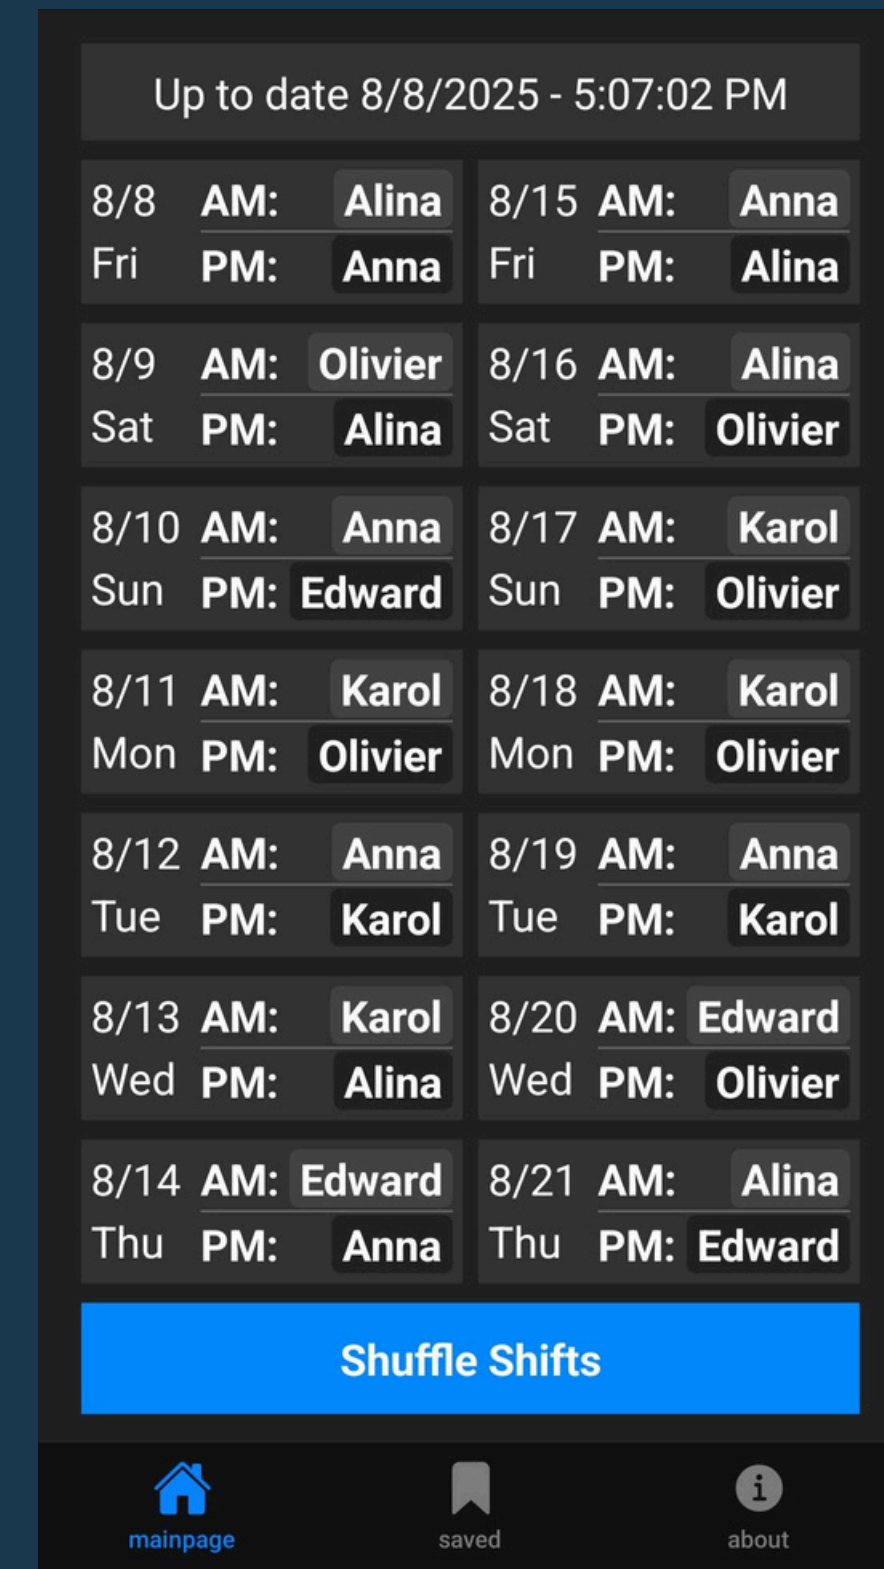 Up to date 8/8/2025 - 5:07:02 PM
8/8 AM: Alina
Fri PM: Anna
8/15 AM: Anna
Fri PM: Alina
8/9 AM: Olivier
Sat PM: Alina
8/16 AM: Alina
Sat PM: Olivier
8/10 AM: Anna
Sun PM: Edward
8/17 AM: Karol
Sun PM: Olivier
8/11 AM: Karol
Mon PM: Olivier
8/18 AM: Karol
Mon PM: Olivier
8/12 AM: Anna
Tue PM: Karol
8/19 AM: Anna
Tue PM: Karol
8/13 AM: Karol
Wed PM: Alina
8/20 AM: Edward
Wed PM: Olivier
8/14 AM: Edward
Thu PM: Anna
8/21 AM: Alina
Thu PM: Edward
Shuffle Shifts
mainpage
saved
about